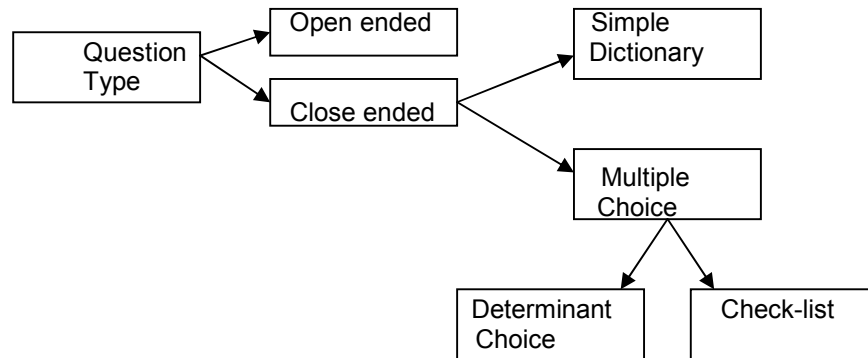 Question
Type
Open ended
Close ended
Simple
Dictionary
Multiple
Choice
Determinant
Choice
Check-list